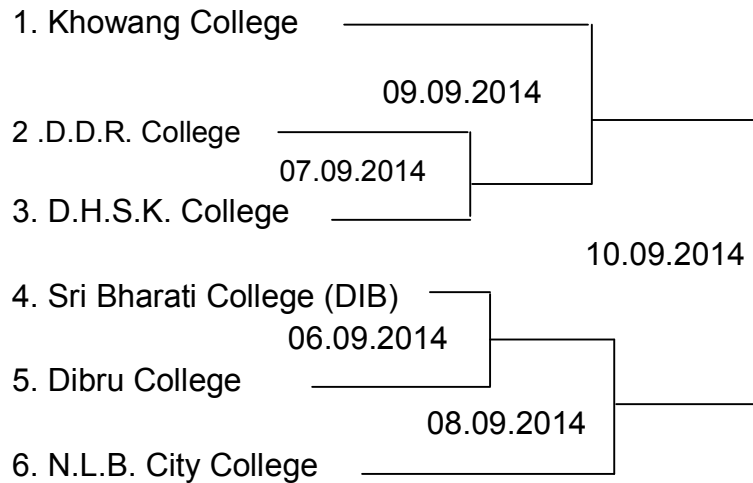 1. Khowang College
09.09.2014
2 .D.D.R. College
07.09.2014
3. D.H.S.K. College
10.09.2014
4. Sri Bharati College (DIB)
06.09.2014
5. Dibru College
08.09.2014
6. N.L.B. City College